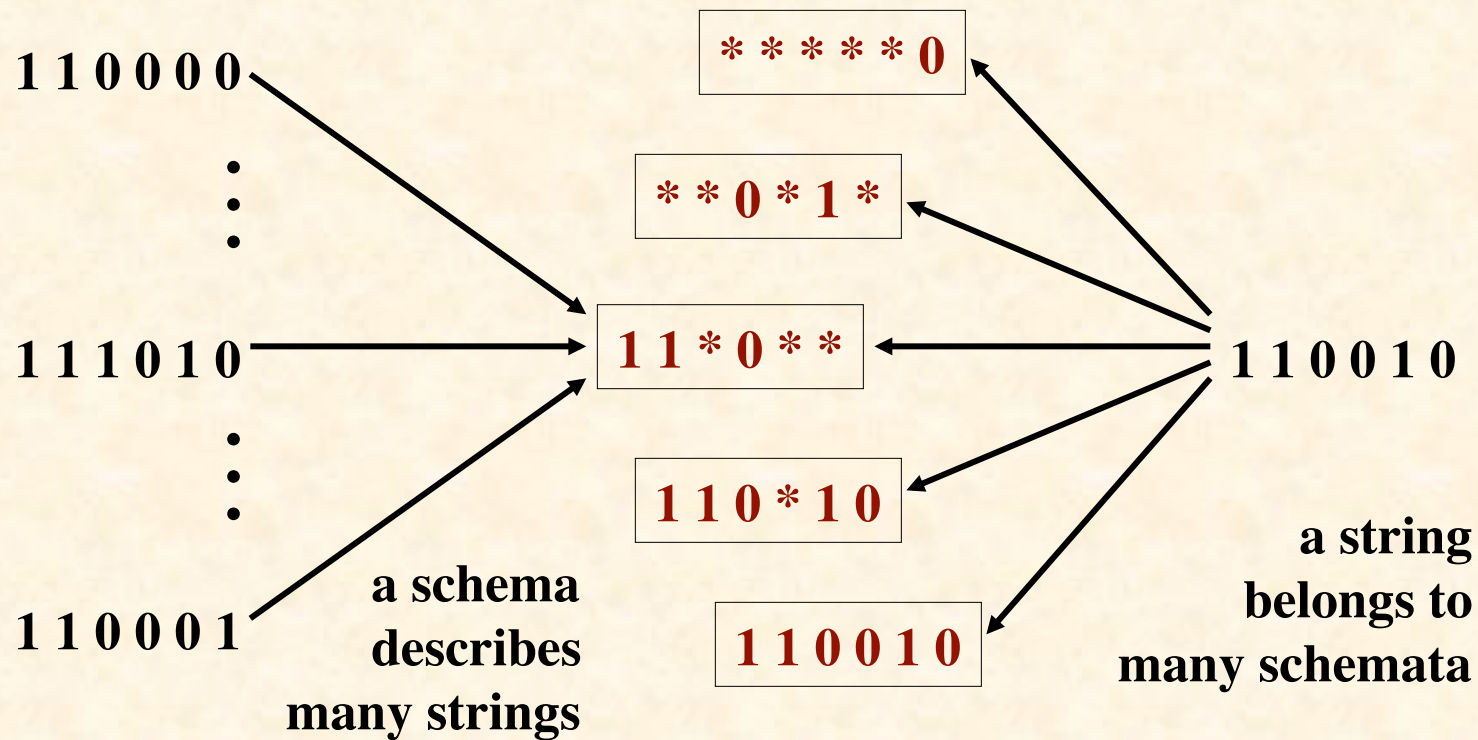 1 1 0 0 0 0
1 1 1 0 1 0
1 1 0 0 0 1
a schema
describes
many strings
* * * * * 0
* * 0 * 1 *
1 1 * 0 * *
1 1 0 * 1 0
1 1 0 0 1 0
1 1 0 0 1 0
a string
belongs to
many schemata